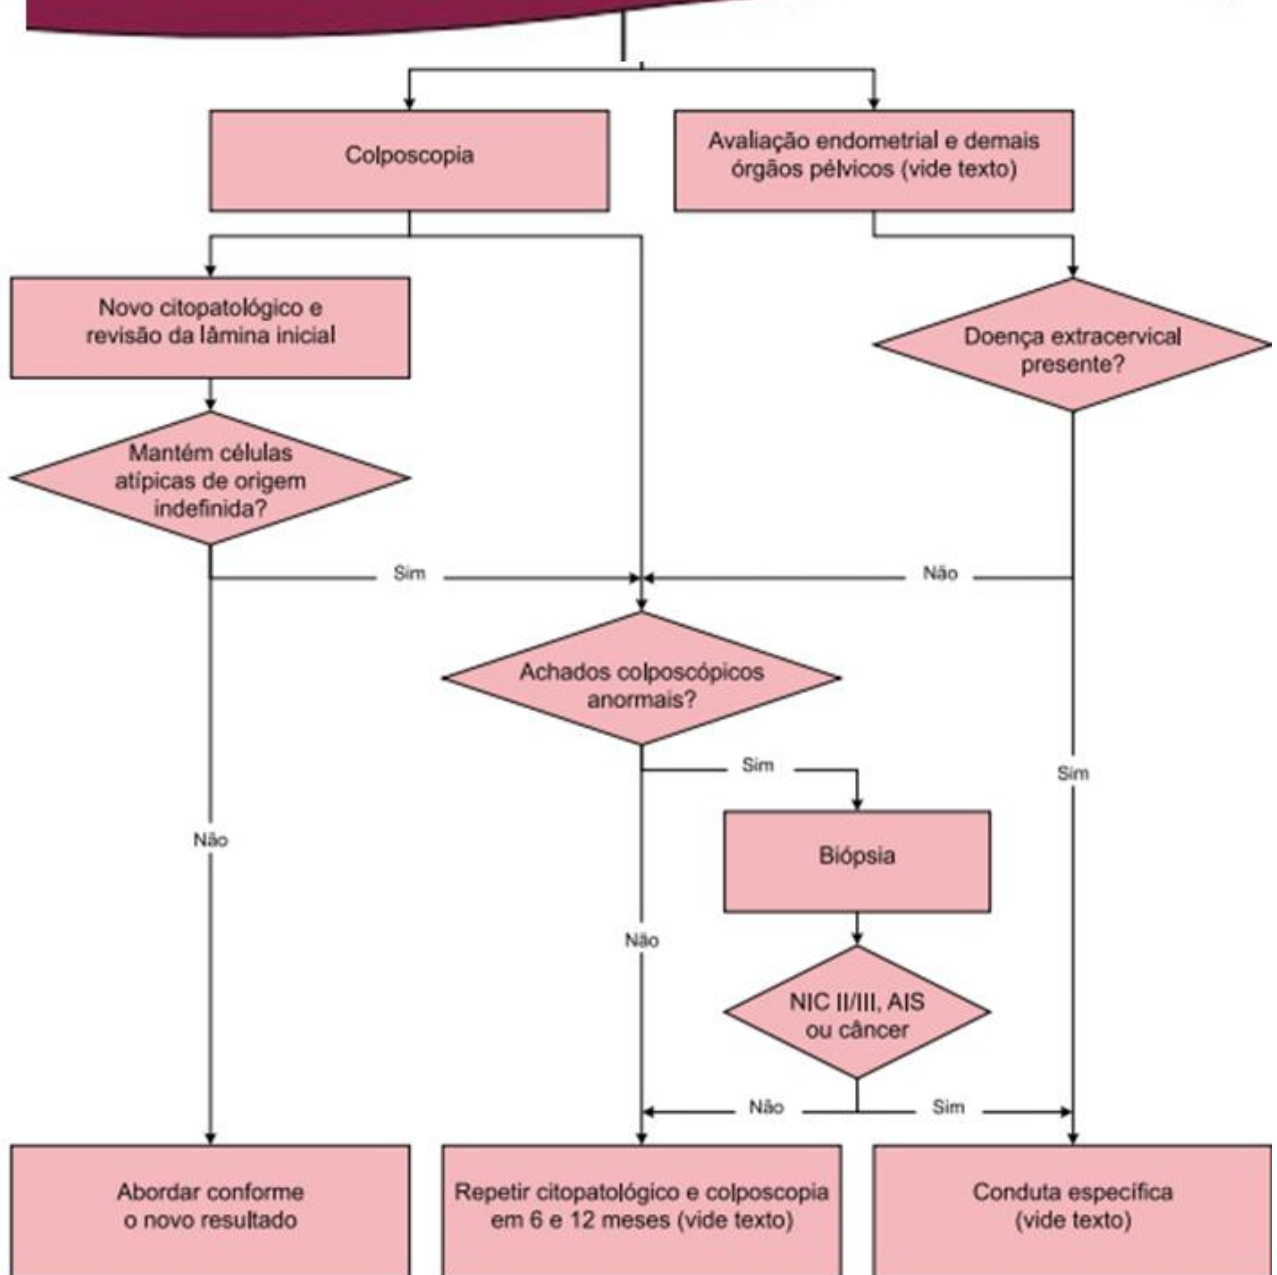 Colposcopia
Avaliação endometrial e demais
órgãos pélvicos (vide texto)
Novo citopatológico e
revisão da lâmina inicial
Doença extracervical
presente?
Mantém células
atípicas de origem
indefinida?
Sim
Não
Achados colposcópicos
anormais?
Sim
Sim
Não
Biópsia
Não
NIC II/III, AIS
ou câncer
Não
Sim
Abordar conforme
o novo resultado
Repetir citopatológico e colposcopia
em 6 e 12 meses (vide texto)
Conduta específica
(vide texto)